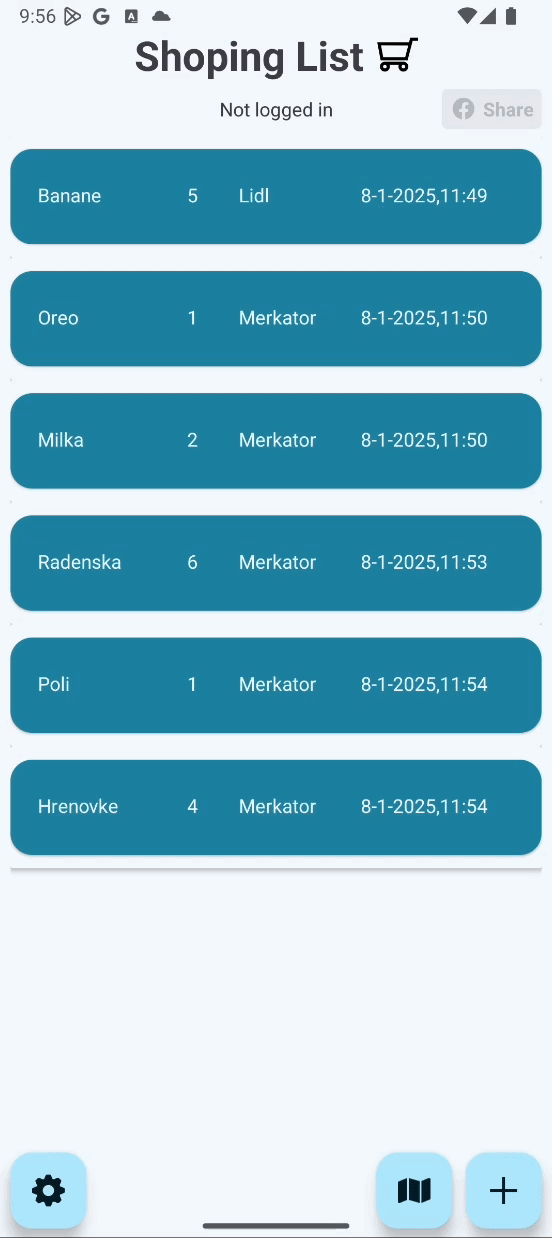 9:56
Shoping List
Not logged in
Share
Banane 5 Lidl 8-1-2025,11:49
Oreo 1 Merkator 8-1-2025,11:50
Milka 2 Merkator 8-1-2025,11:50
Radenska 6 Merkator 8-1-2025,11:53
Poli 1 Merkator 8-1-2025,11:54
Hrenovke 4 Merkator 8-1-2025,11:54